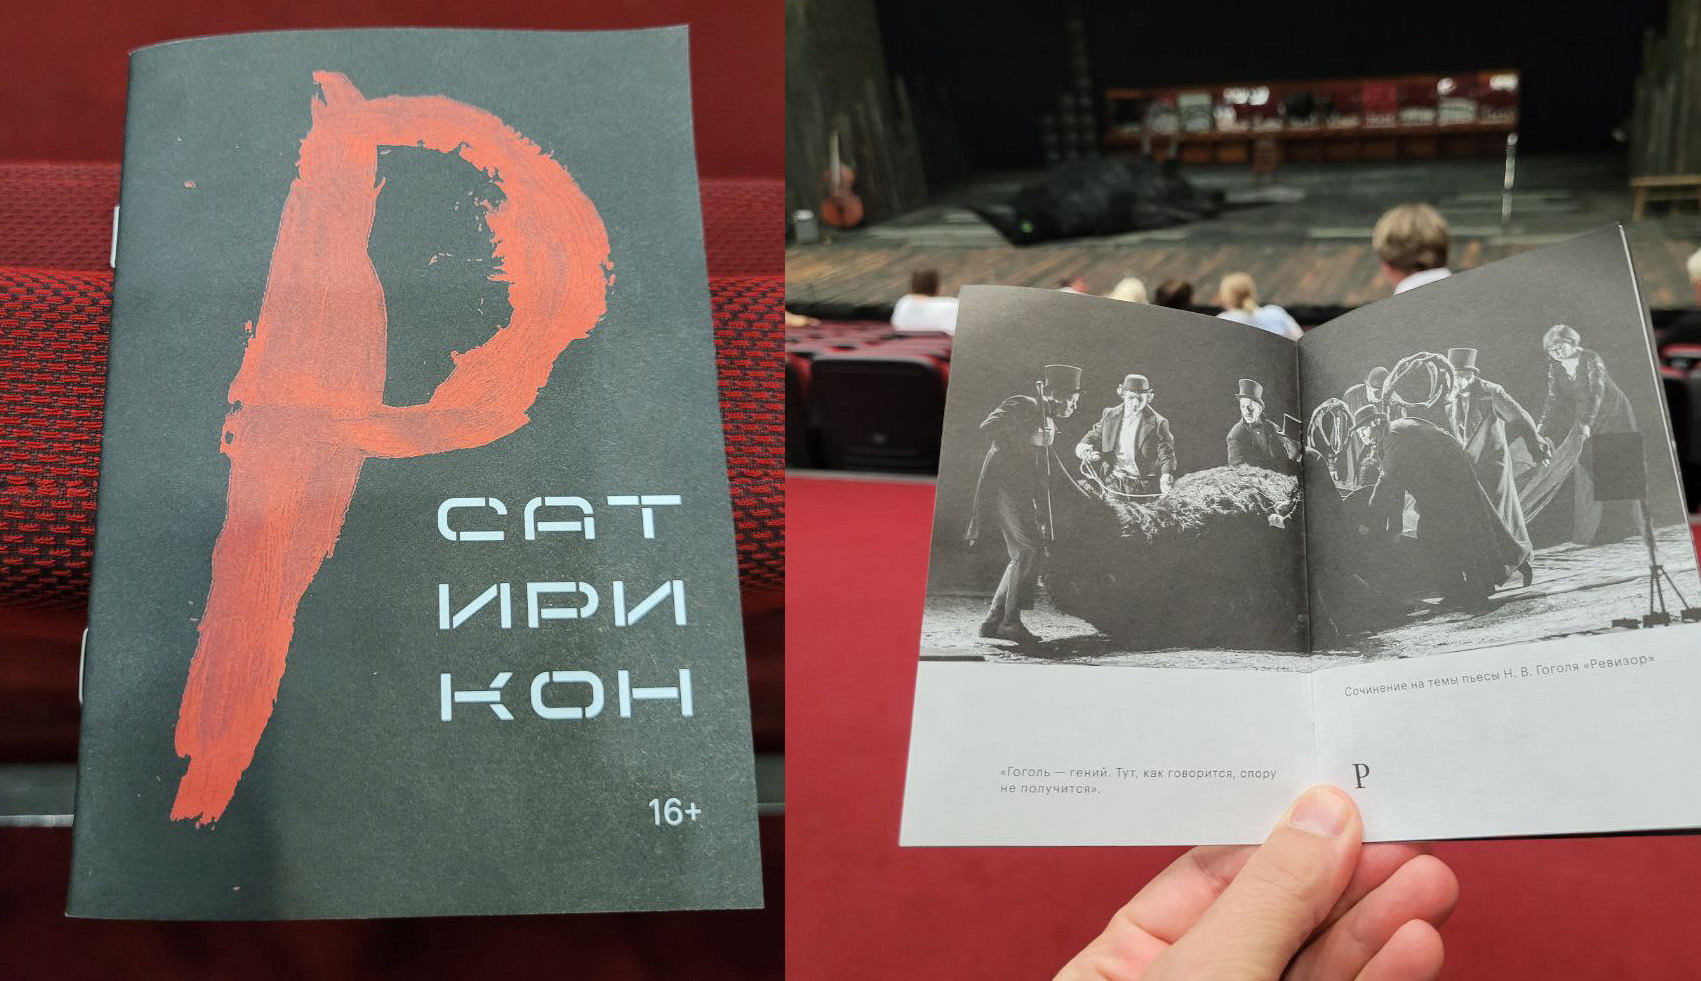 Р
САТ
ИРИ
КОН
16+
Сочинение на темы пьесы Н. В. Гоголя «Ревизор»
«Гоголь — гений. Тут, как говорится, спору
не получится».
Р